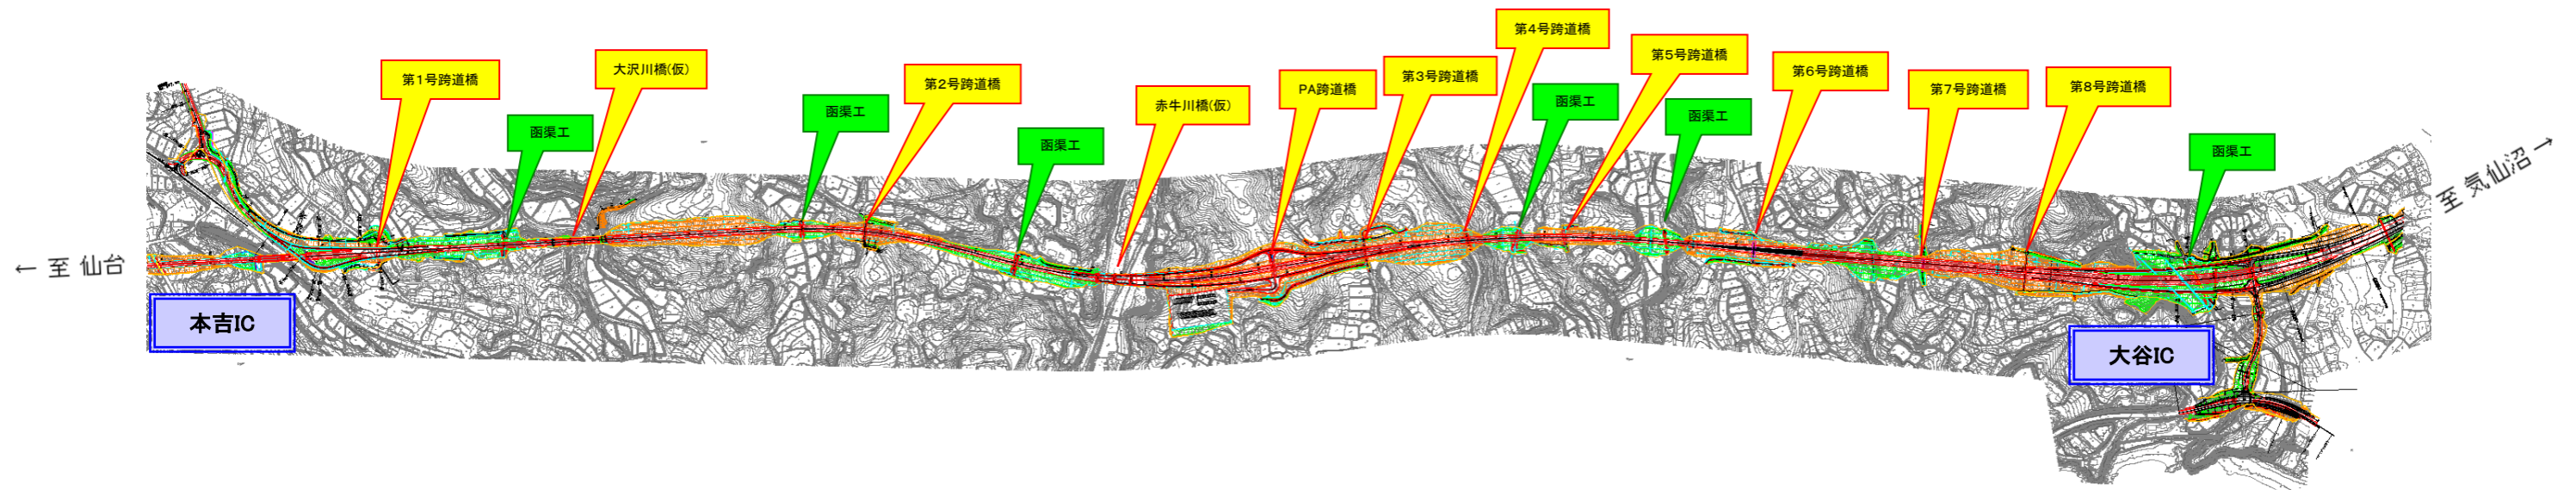 第4号跨道橋
第5号跨道橋
第3号跨道橋
大沢川橋(仮)
第1号跨道橋
第2号跨道橋
第6号跨道橋
第7号跨道橋
第8号跨道橋
PA跨道橋
赤牛川橋(仮)
函渠工
函渠工
函渠工
函渠工
函渠工
函渠工
至 気仙沼 →
← 至 仙台
本吉IC
大谷IC